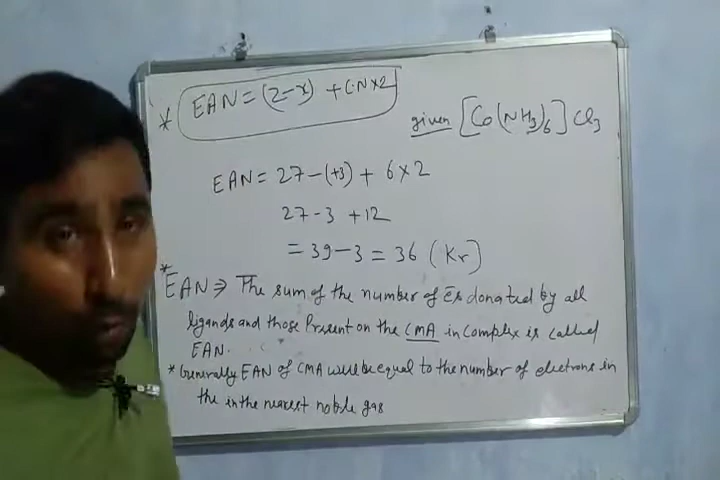 * EAN = (Z-x) + C.N×2
given [Co(NH3)6]Cl3
EAN = 27-(+3) + 6×2
27-3 +12
= 39-3 = 36 (Kr)
* EAN ⇒ The sum of the number of ēs donated by all
ligands and those Present on the CMA in complex is called
EAN.
* Generally EAN of CMA will be equal to the number of electrons in
the in the nearest noble gas